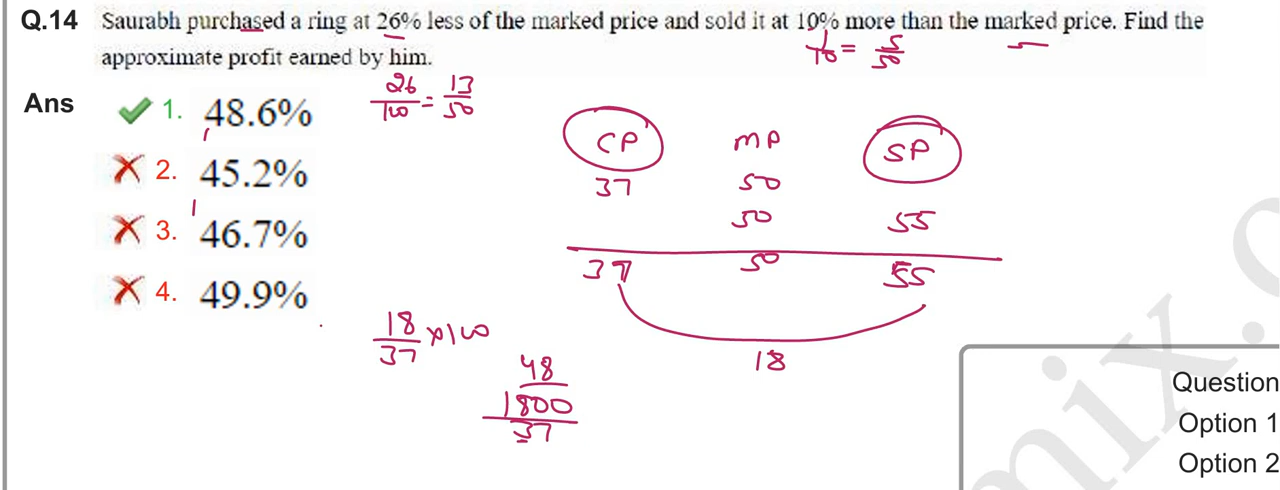 Q.14 Saurabh purchased a ring at 26% less of the marked price and sold it at 10% more than the marked price. Find the
approximate profit earned by him.
1/10 = 5/50
26/100 = 13/50
Ans
1. 48.6%
2. 45.2%
3. 46.7%
4. 49.9%
CP MP SP
37 50
50 55
37 50 55
18
18/37 × 100
48
1800/37
Question
Option 1
Option 2
mix.c